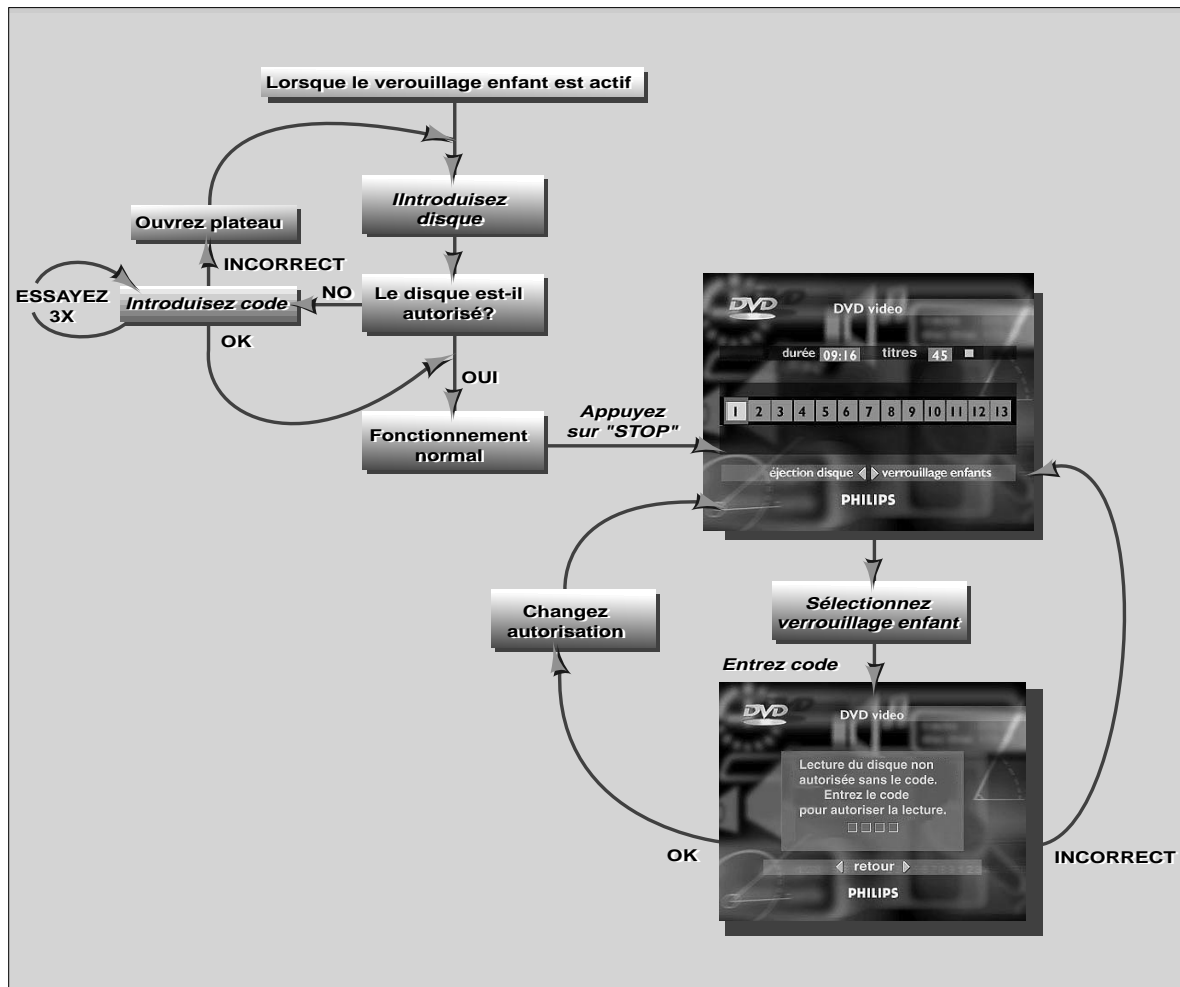 Lorsque le verouillage enfant est actif
IIntroduisez
disque
Ouvrez plateau
INCORRECT
ESSAYEZ
3X
Introduisez code
NO
Le disque est-il
autorisé?
OK
OUI
Fonctionnement
normal
Appuyez
sur "STOP"
DVD
DVD video
durée 09:16 titres 45
1 2 3 4 5 6 7 8 9 10 11 12 13
éjection disque verrouillage enfants
PHILIPS
Changez
autorisation
Sélectionnez
verrouillage enfant
Entrez code
DVD
DVD video
Lecture du disque non
autorisée sans le code.
Entrez le code
pour autoriser la lecture.
OK
INCORRECT
retour
PHILIPS